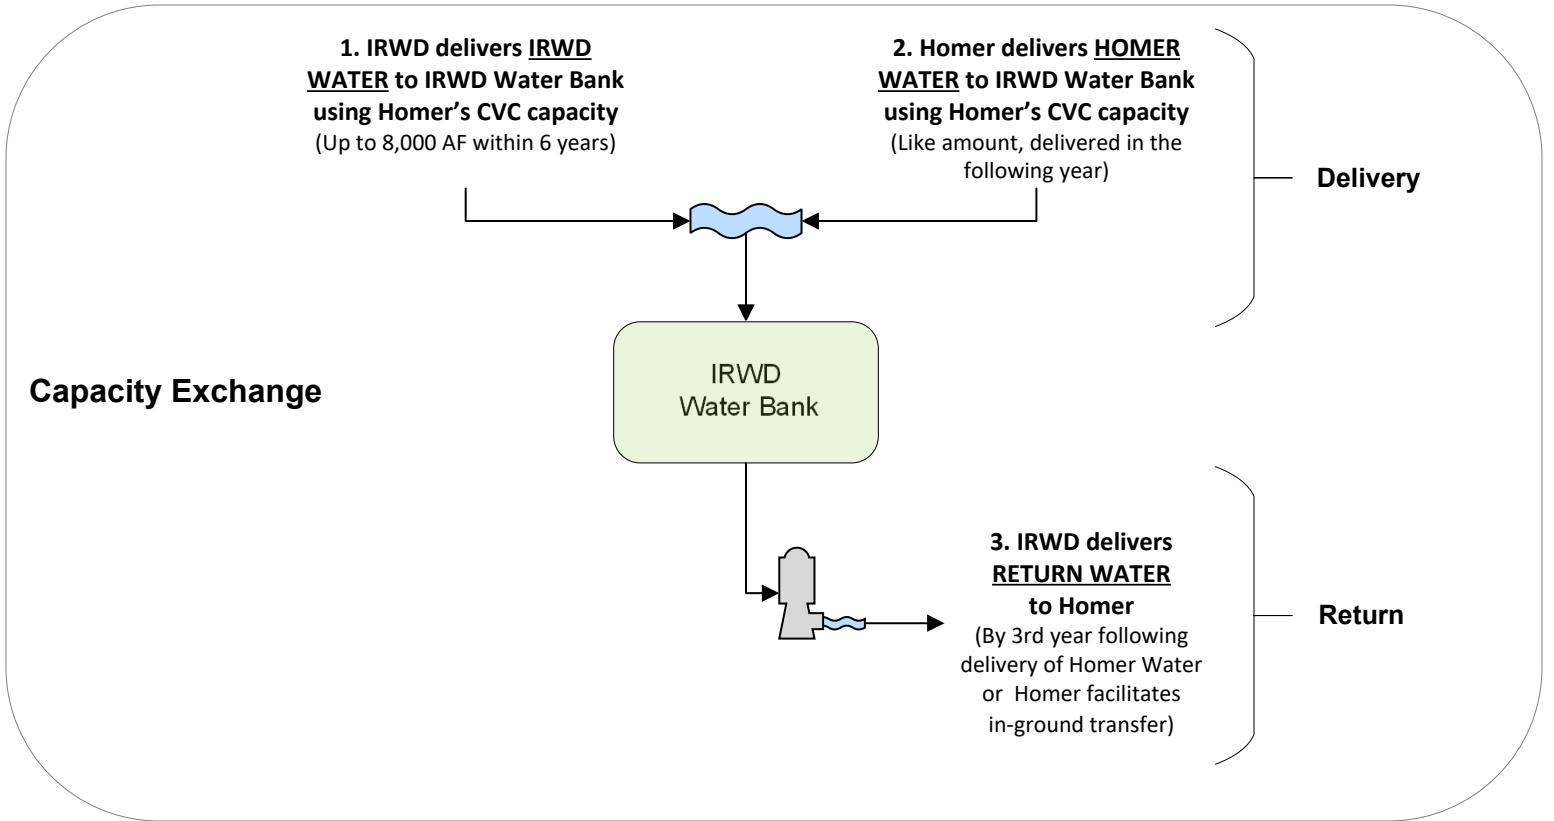 1. IRWD delivers IRWD
WATER to IRWD Water Bank
using Homer's CVC capacity
(Up to 8,000 AF within 6 years)
2. Homer delivers HOMER
WATER to IRWD Water Bank
using Homer's CVC capacity
(Like amount, delivered in the
following year)
Delivery
IRWD
Water Bank
Capacity Exchange
3. IRWD delivers
RETURN WATER
to Homer
(By 3rd year following
delivery of Homer Water
or Homer facilitates
in-ground transfer)
Return